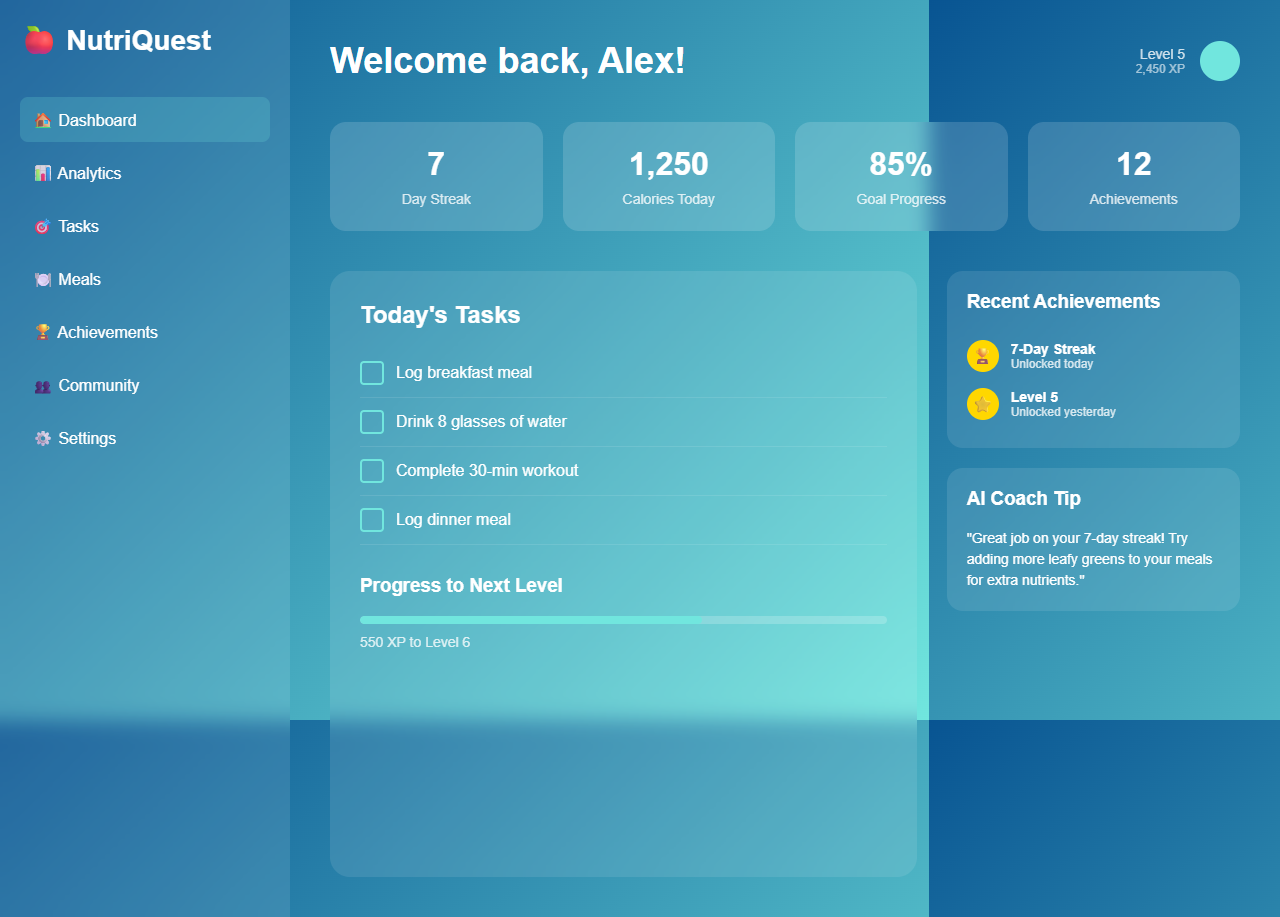 NutriQuest
Dashboard
Analytics
Tasks
Meals
Achievements
Community
Settings
Welcome back, Alex!
Level 5
2,450 XP
7
Day Streak
1,250
Calories Today
85%
Goal Progress
12
Achievements
Today's Tasks
Log breakfast meal
Drink 8 glasses of water
Complete 30-min workout
Log dinner meal
Progress to Next Level
550 XP to Level 6
Recent Achievements
7-Day Streak
Unlocked today
Level 5
Unlocked yesterday
AI Coach Tip
"Great job on your 7-day streak! Try
adding more leafy greens to your meals
for extra nutrients."